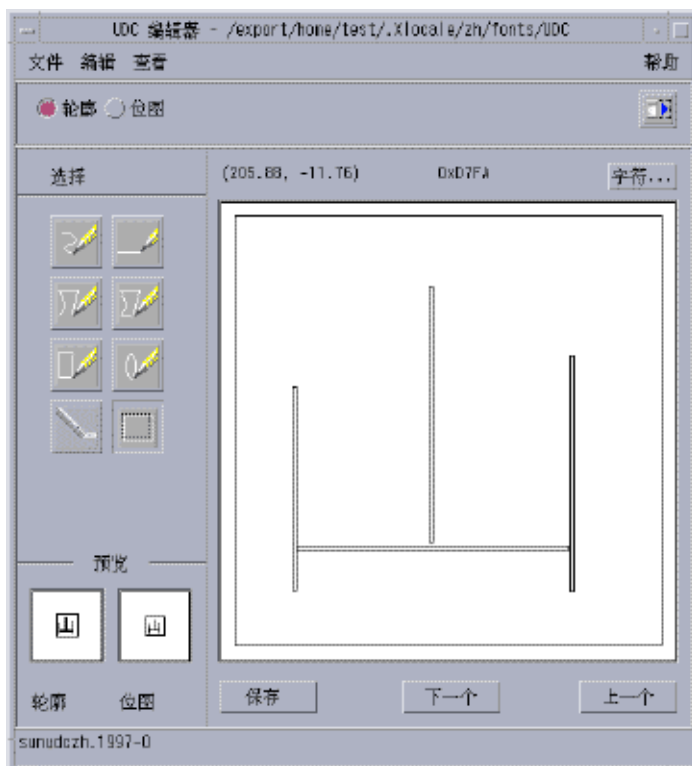 UDC 编辑器 - /export/home/test/.Xlocale/zh/fonts/UDC
文件 编辑 查看 帮助
轮廓 位图
选择 (205.88, -11.76) 0xD7FA 字符...
预览
山 山
轮廓 位图 保存 下一个 上一个
sunudczh.1997-0